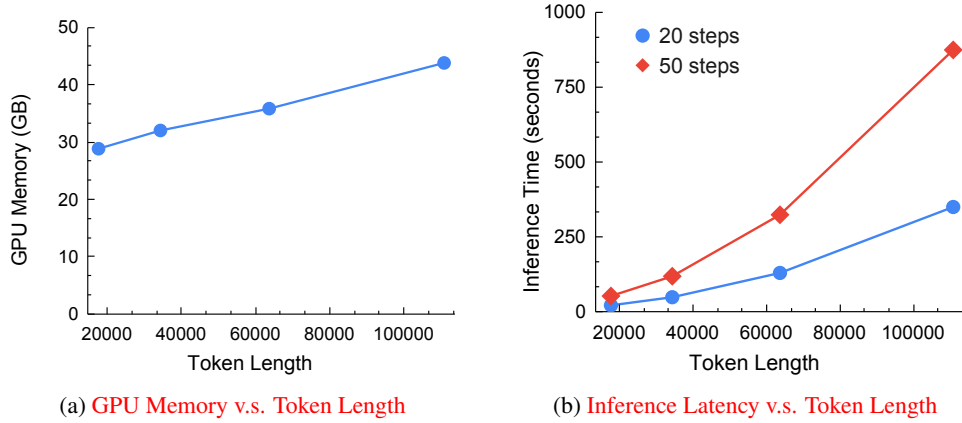 50
40
30
20
10
0
GPU Memory (GB)
20000 40000 60000 80000 100000
Token Length
(a) GPU Memory v.s. Token Length
1000
750
500
250
0
Inference Time (seconds)
20 steps
50 steps
20000 40000 60000 80000 100000
Token Length
(b) Inference Latency v.s. Token Length